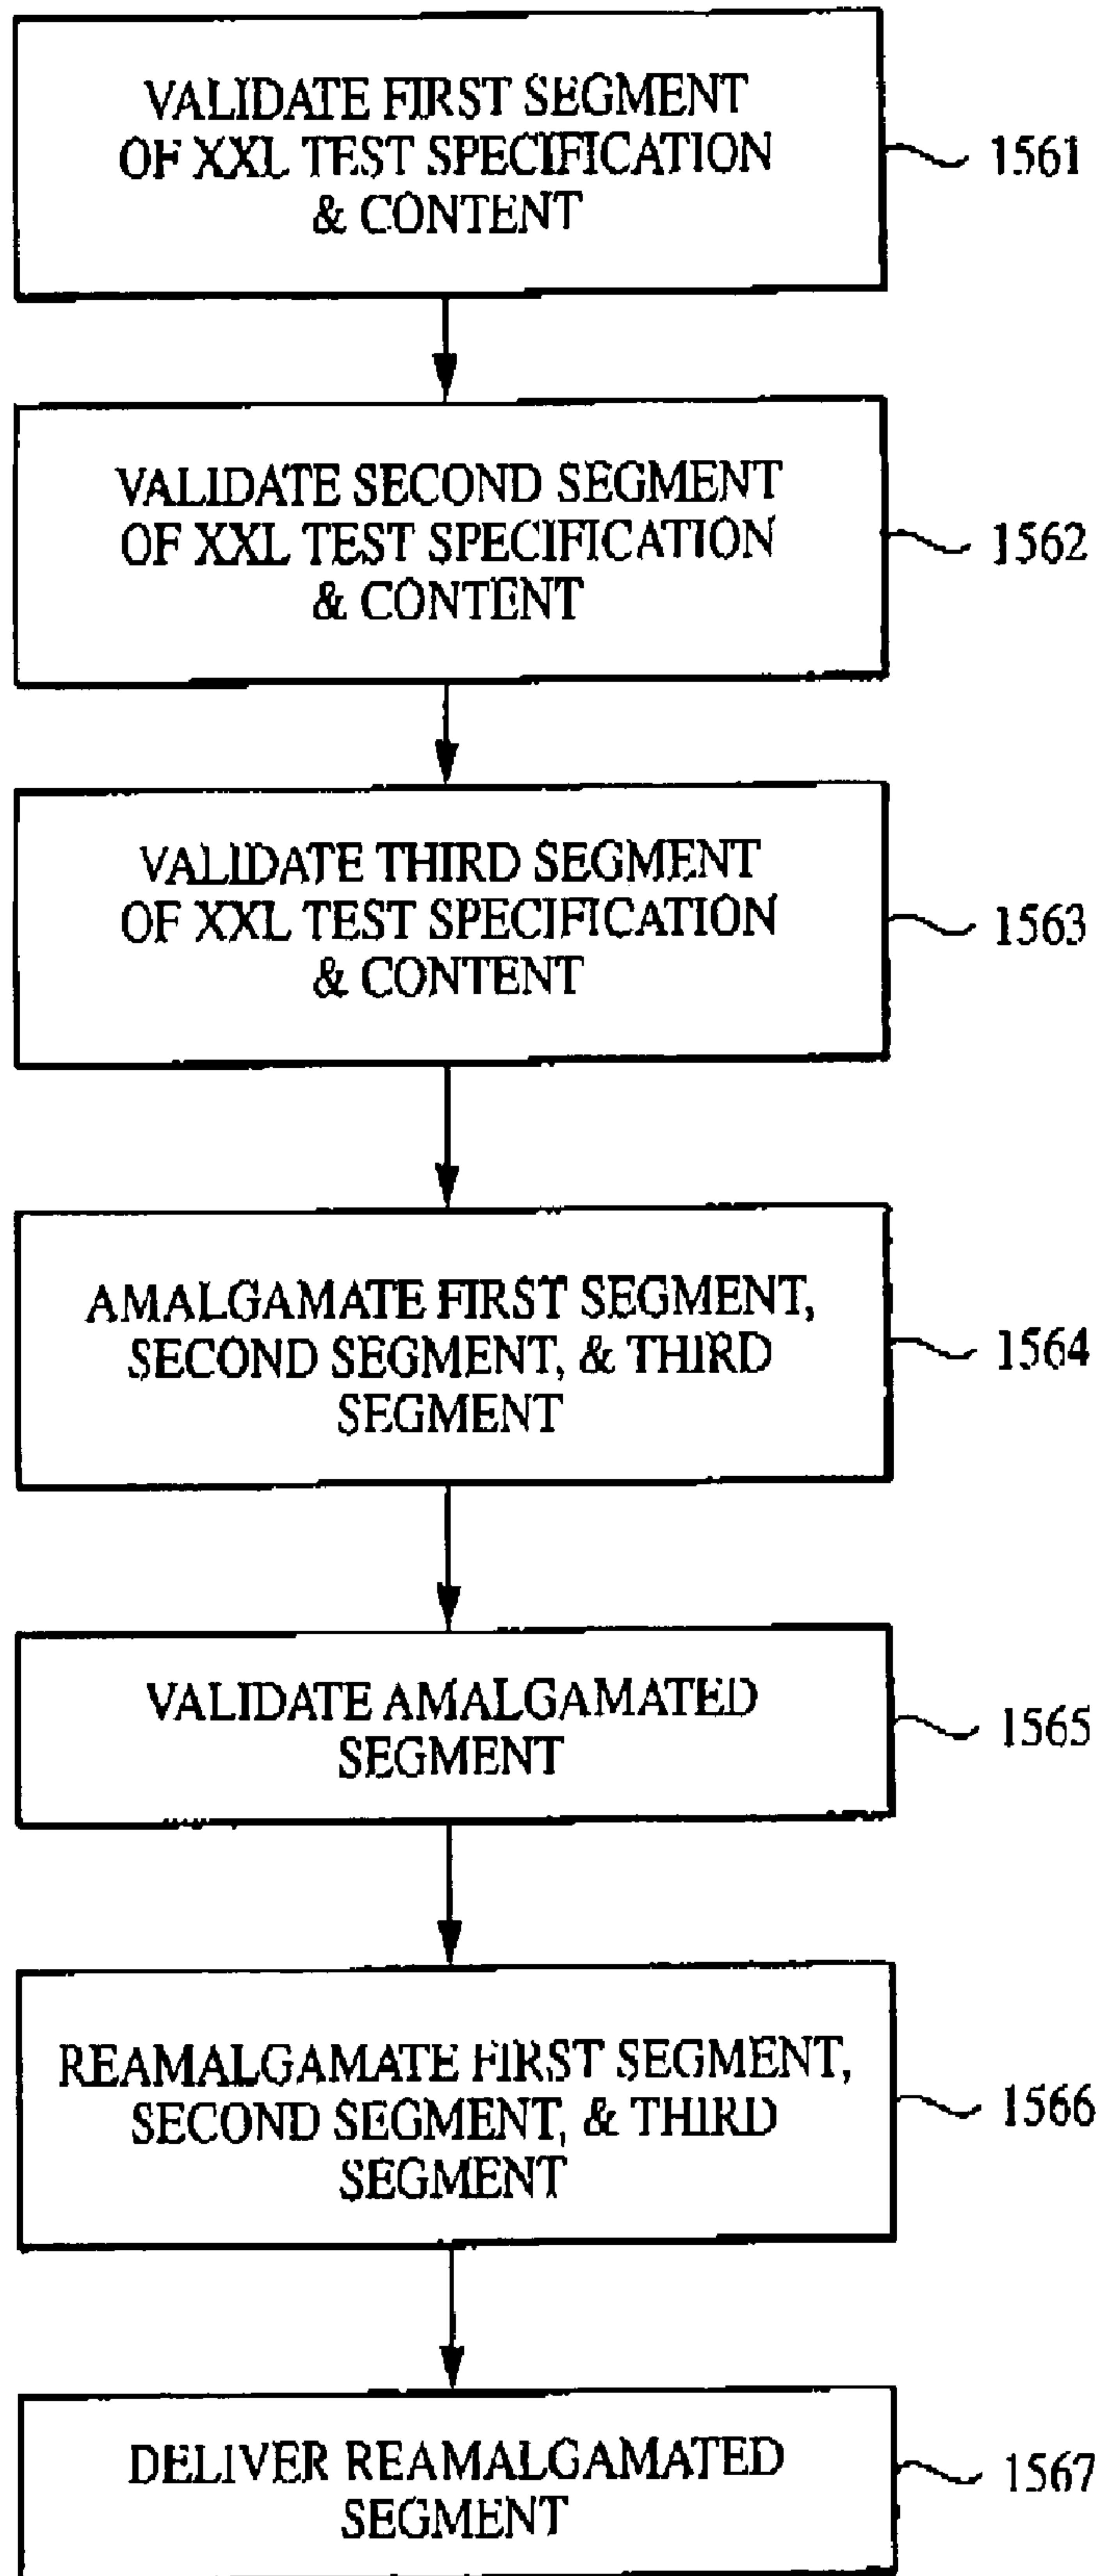 VALIDATE FIRST SEGMENT
OF XXL TEST SPECIFICATION
& CONTENT
1561
VALIDATE SECOND SEGMENT
OF XXL TEST SPECIFICATION
& CONTENT
1562
VALIDATE THIRD SEGMENT
OF XXL TEST SPECIFICATION
& CONTENT
1563
AMALGAMATE FIRST SEGMENT,
SECOND SEGMENT, & THIRD
SEGMENT
1564
VALIDATE AMALGAMATED
SEGMENT
1565
REAMALGAMATE FIRST SEGMENT,
SECOND SEGMENT, & THIRD
SEGMENT
1566
DELIVER REAMALGAMATED
SEGMENT
1567